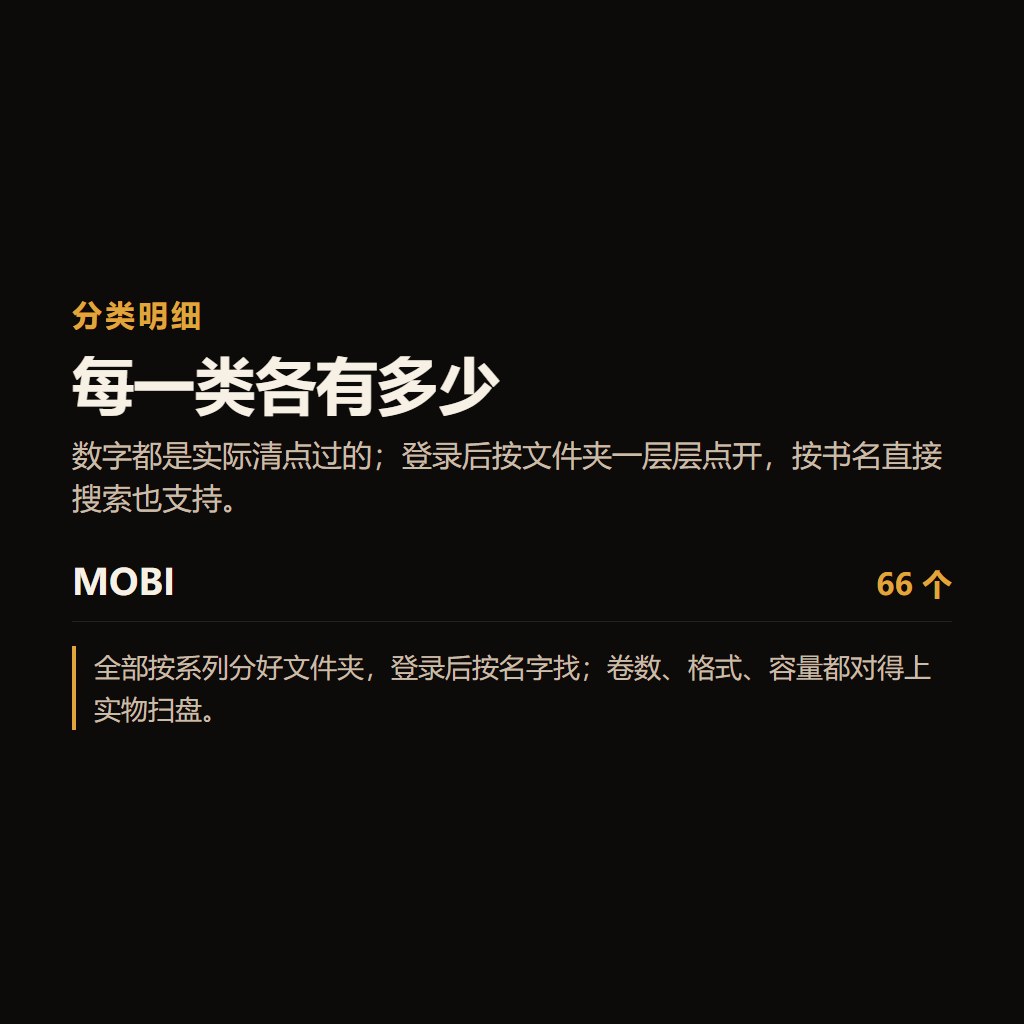 分类明细
每一类各有多少
数字都是实际清点过的；登录后按文件夹一层层点开，按书名直接
搜索也支持。
MOBI 66 个
全部按系列分好文件夹，登录后按名字找；卷数、格式、容量都对得上
实物扫盘。